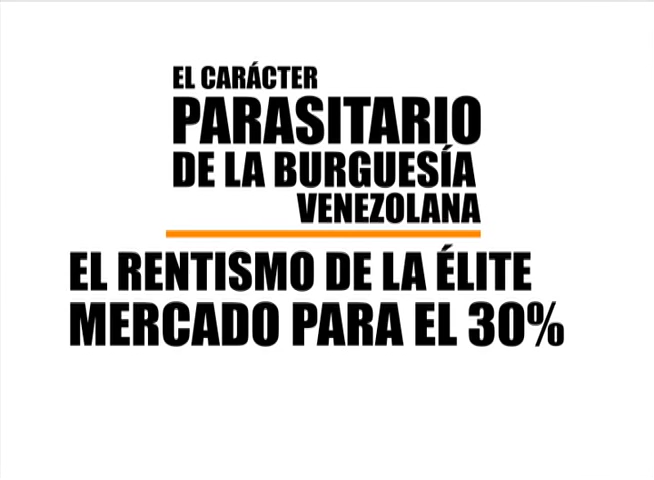 EL CARÁCTER
PARASITARIO
DE LA BURGUESÍA
VENEZOLANA
EL RENTISMO DE LA ÉLITE
MERCADO PARA EL 30%